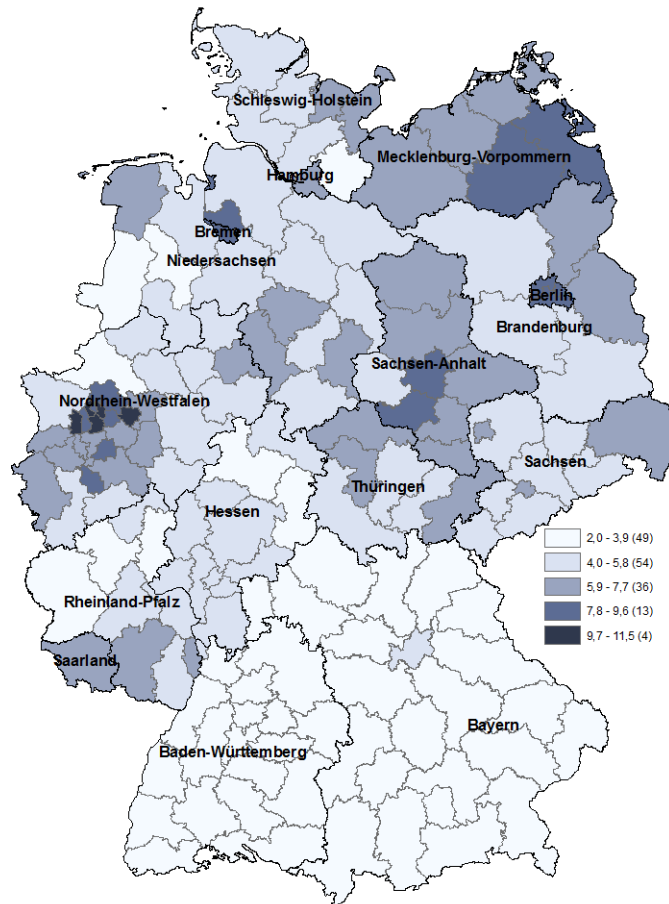 Schleswig-Holstein
Mecklenburg-Vorpommern
Hamburg
Bremen
Niedersachsen
Berlin
Brandenburg
Sachsen-Anhalt
Nordrhein-Westfalen
Sachsen
Thüringen
Hessen
2,0 - 3,9 (49)
4,0 - 5,8 (54)
5,9 - 7,7 (36)
7,8 - 9,6 (13)
9,7 - 11,5 (4)
Rheinland-Pfalz
Saarland
Bayern
Baden-Württemberg